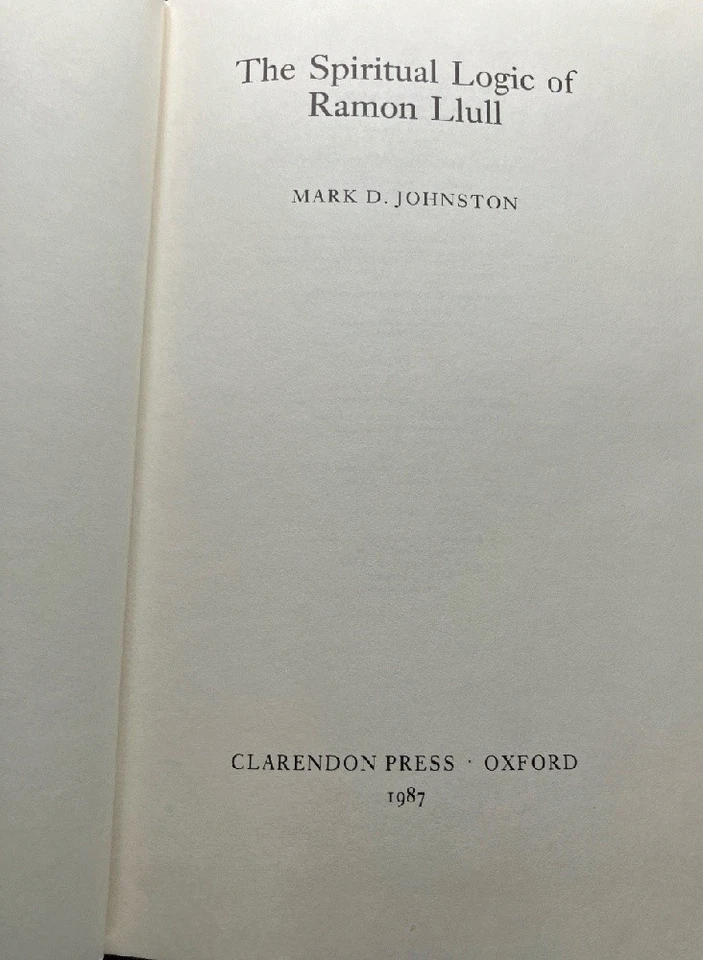 The Spiritual Logic of
Ramon Llull
MARK D. JOHNSTON
CLARENDON PRESS · OXFORD
1987